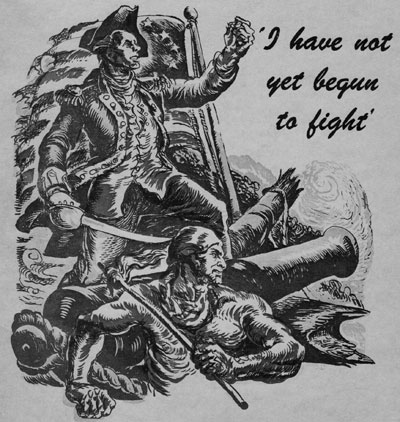 'I have not
yet begun
to fight'